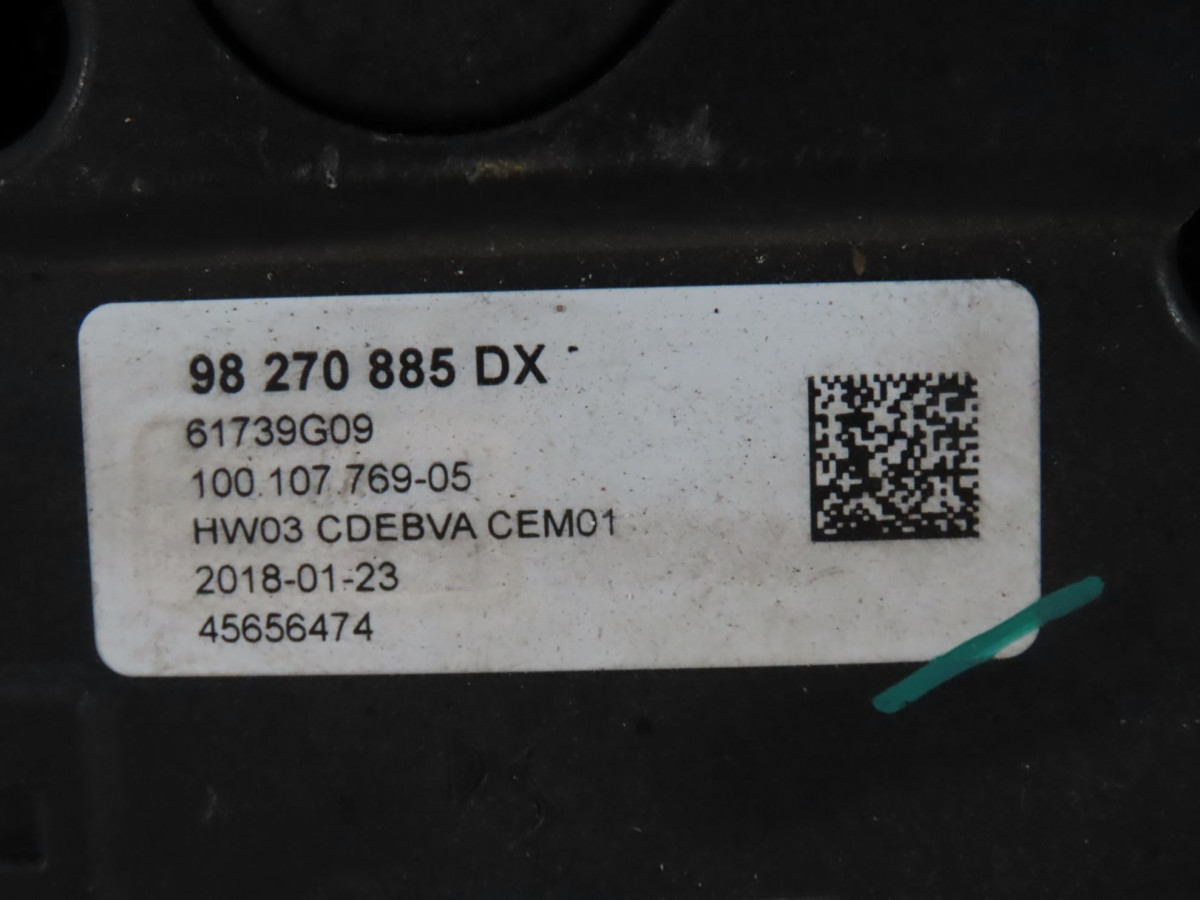 98 270 885 DX
61739G09
100.107.769-05
HW03 CDEBVA CEM01
2018-01-23
45656474